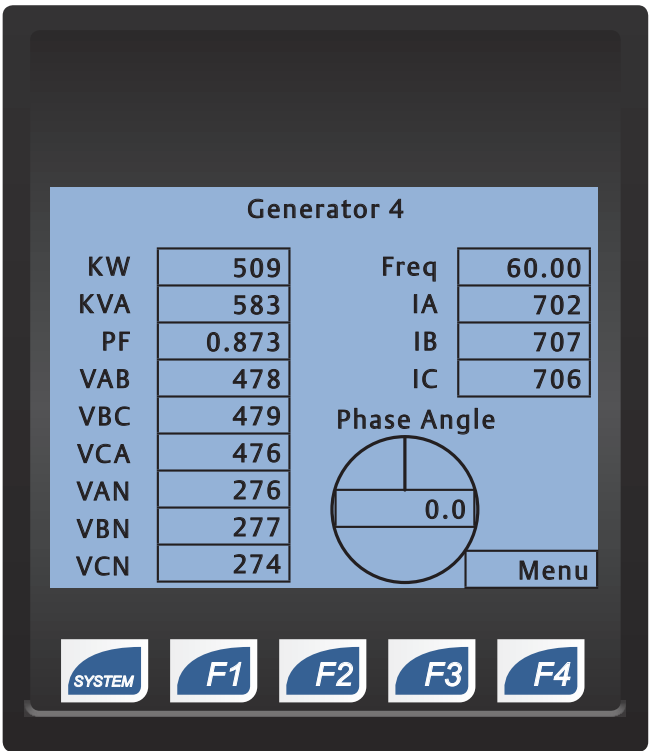 Generator 4
KW 509
KVA 583
PF 0.873
VAB 478
VBC 479
VCA 476
VAN 276
VBN 277
VCN 274
Freq 60.00
IA 702
IB 707
IC 706
Phase Angle
0.0
Menu
SYSTEM F1 F2 F3 F4